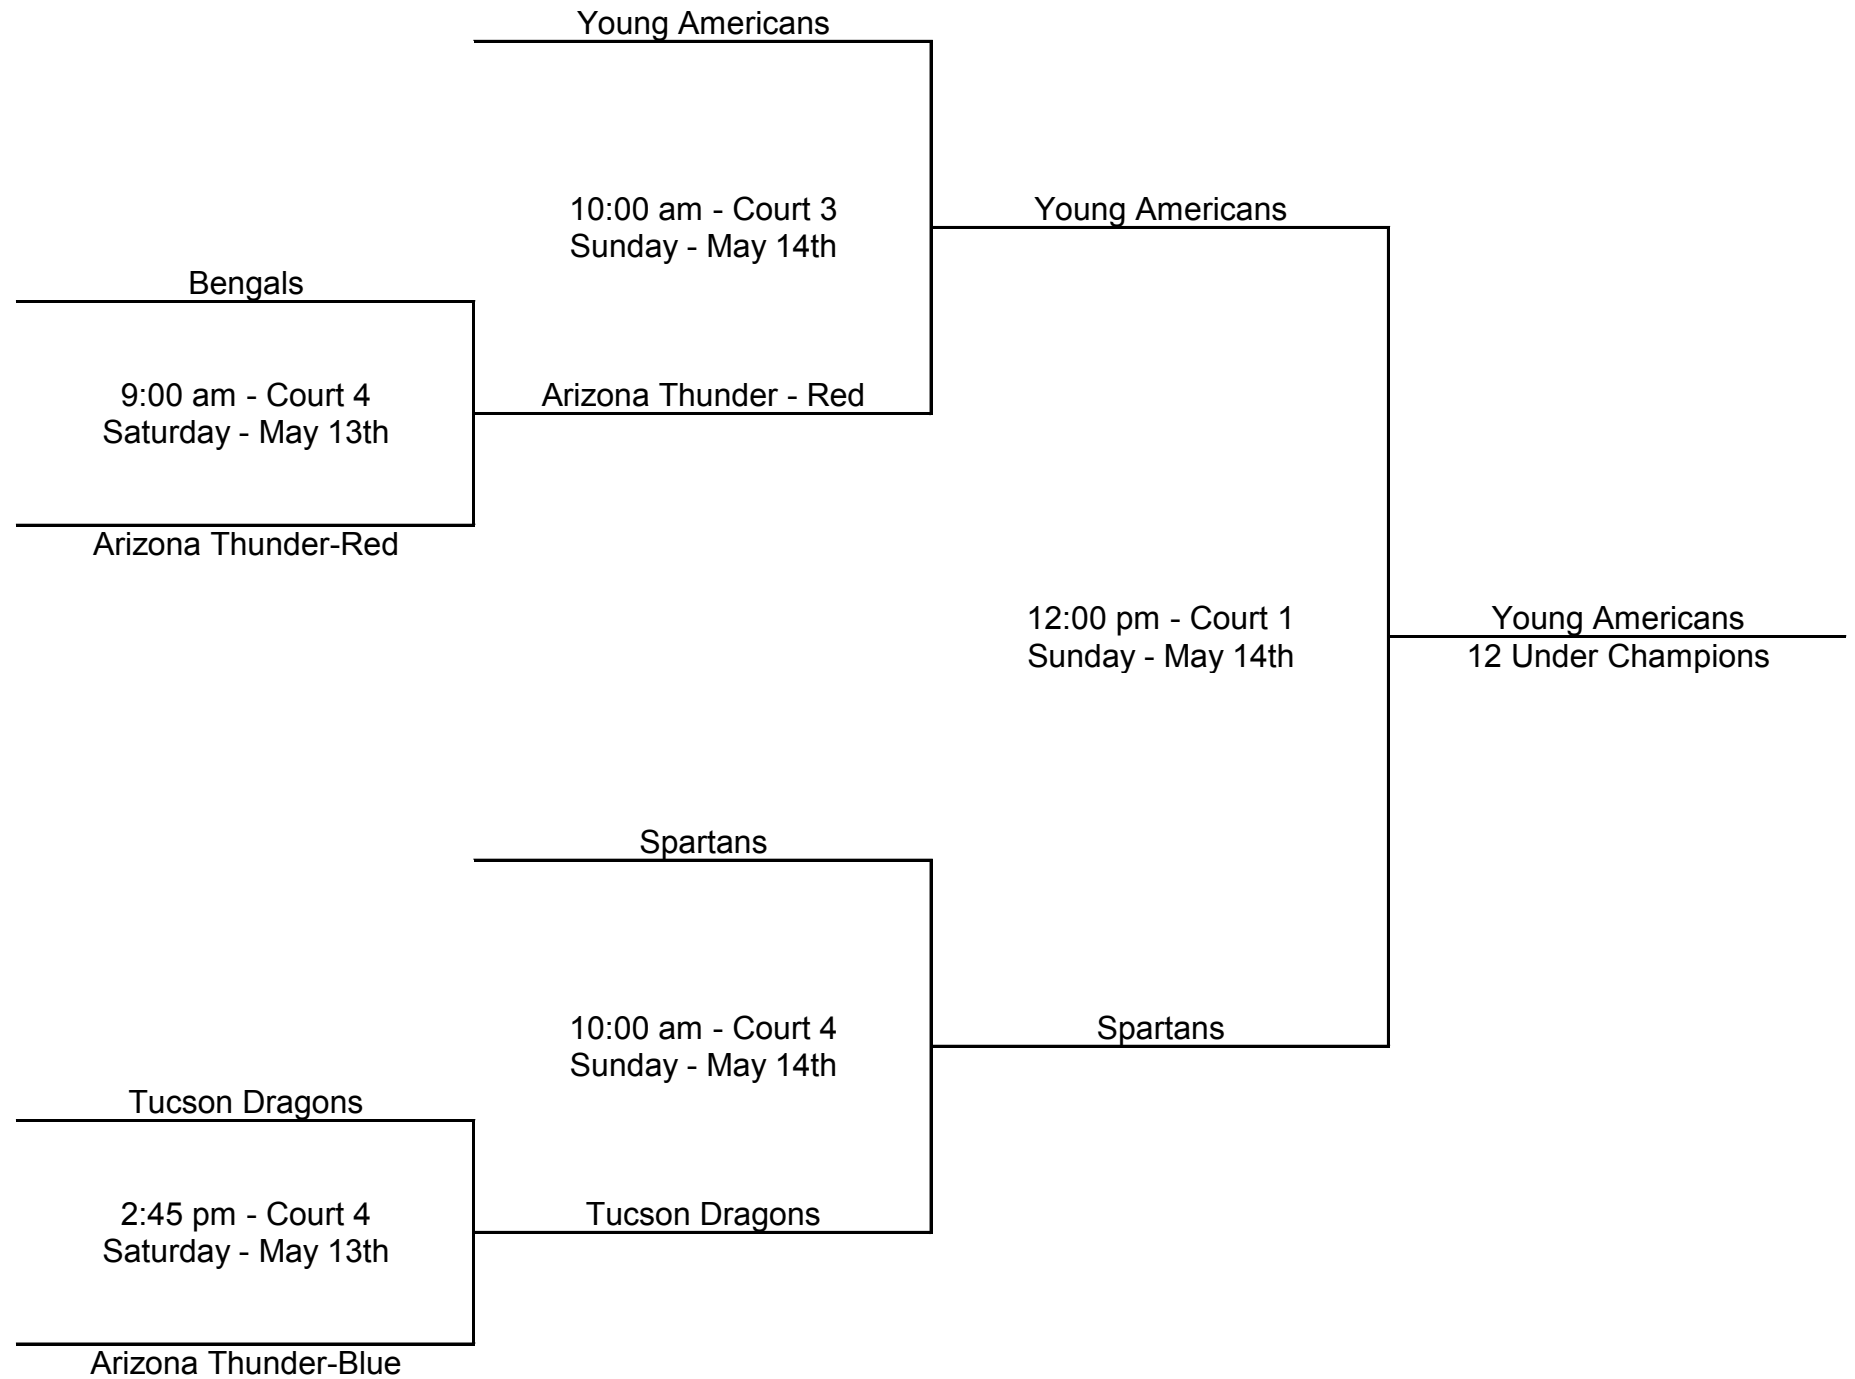 Young Americans
10:00 am - Court 3
Sunday - May 14th
Young Americans
Bengals
9:00 am - Court 4
Saturday - May 13th
Arizona Thunder - Red
Arizona Thunder-Red
12:00 pm - Court 1
Sunday - May 14th
Young Americans
12 Under Champions
Spartans
10:00 am - Court 4
Sunday - May 14th
Spartans
Tucson Dragons
2:45 pm - Court 4
Saturday - May 13th
Tucson Dragons
Arizona Thunder-Blue